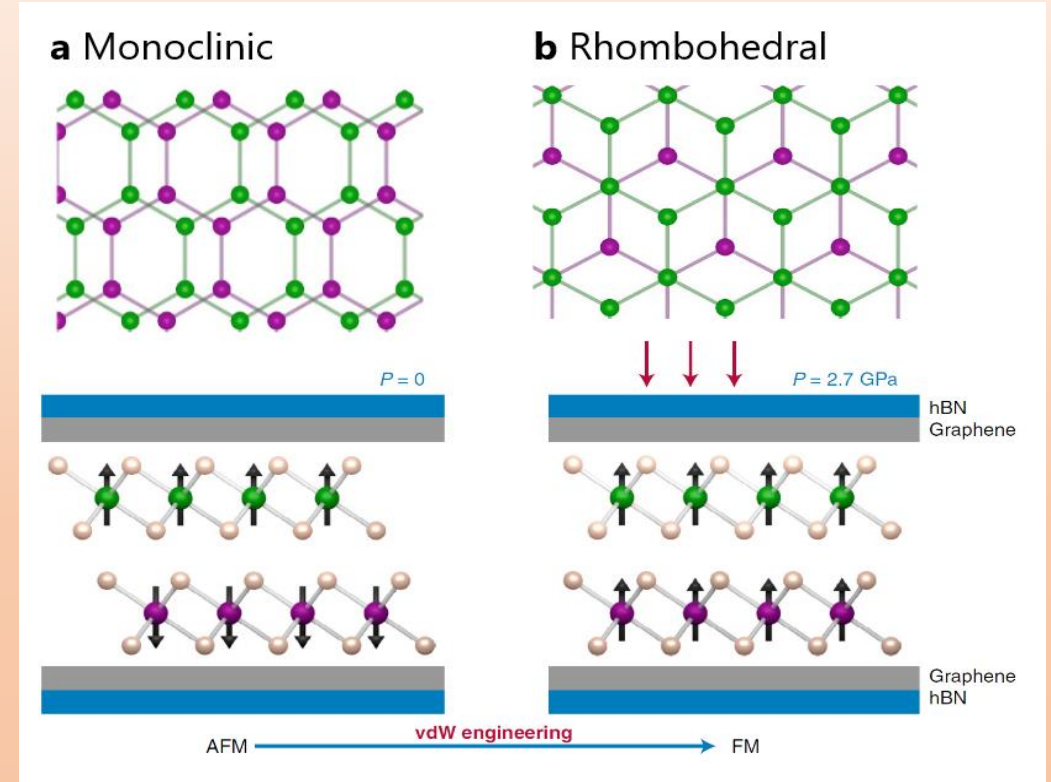 a Monoclinic
b Rhombohedral
P = 0
P = 2.7 GPa
hBN
Graphene
Graphene
hBN
AFM
vdW engineering
FM